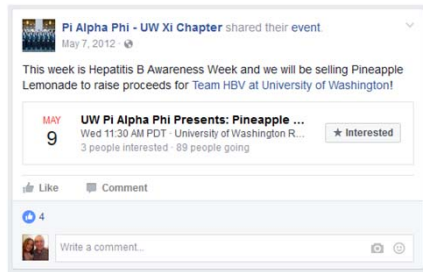 Pi Alpha Phi - UW Xi Chapter shared their event.
May 7, 2012 ·
This week is Hepatitis B Awareness Week and we will be selling Pineapple
Lemonade to raise proceeds for Team HBV at University of Washington!
MAY
9
UW Pi Alpha Phi Presents: Pineapple ...
Wed 11:30 AM PDT · University of Washington R...
3 people interested · 89 people going
★ Interested
Like Comment
4
Write a comment...